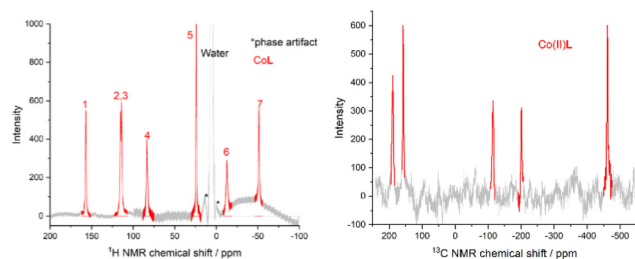 1000
800
600
400
200
0
Intensity
5
Water
*phase artifact
CoL
1
2,3
4
6
7
*
*
200 150 100 50 0 -50 -100
¹H NMR chemical shift / ppm
600
500
400
300
200
100
0
-100
Intensity
Co(II)L
200 100 0 -100 -200 -300 -400 -500
¹³C NMR chemical shift / ppm